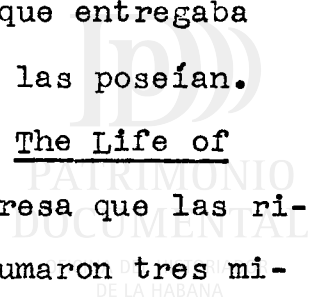 que entregaba
las poseían.
The Life of
resa que las ri-
umaron tres mi-
PATRIMONIO
DOCUMENTAL
DE LA HABANA